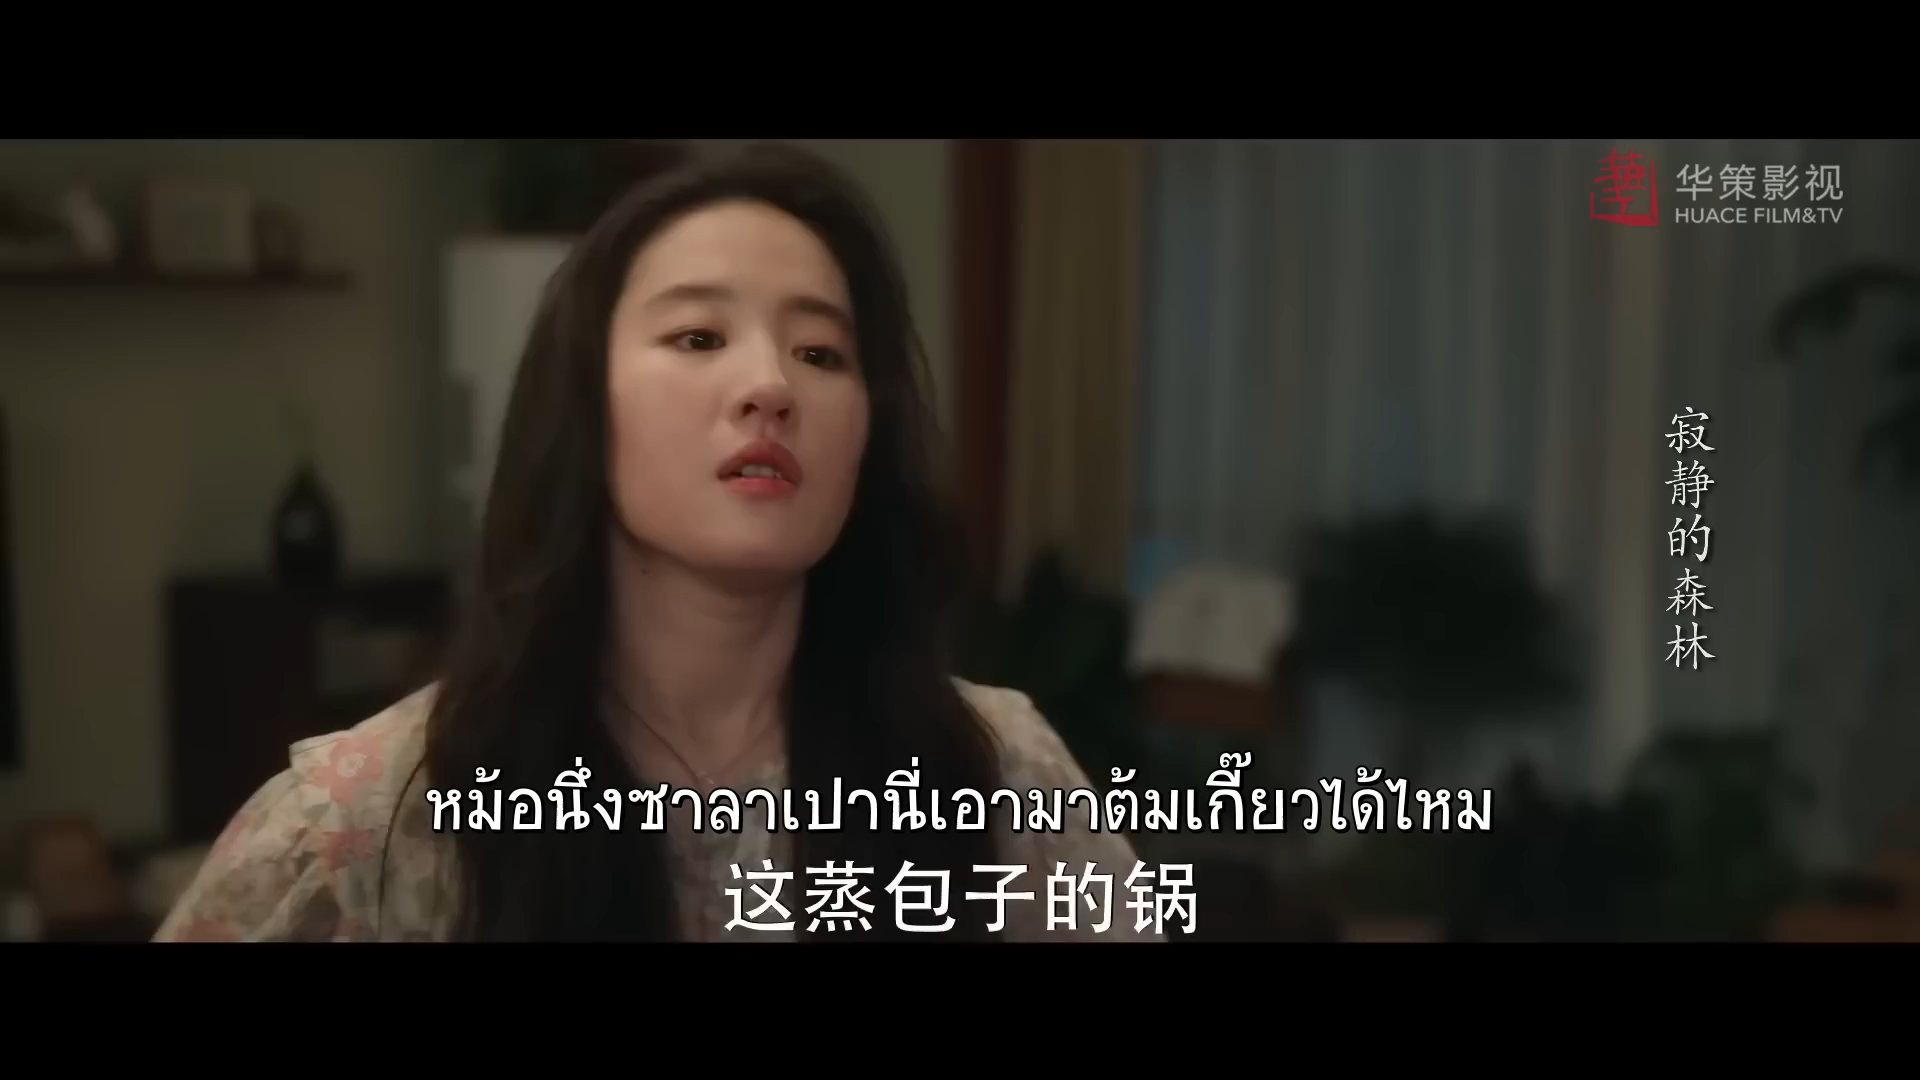 华策影视
HUACE FILM&TV
寂静的森林
หม้อนึ่งซาลาเปานี่เอามาต้มเกี๊ยวได้ไหม
这蒸包子的锅